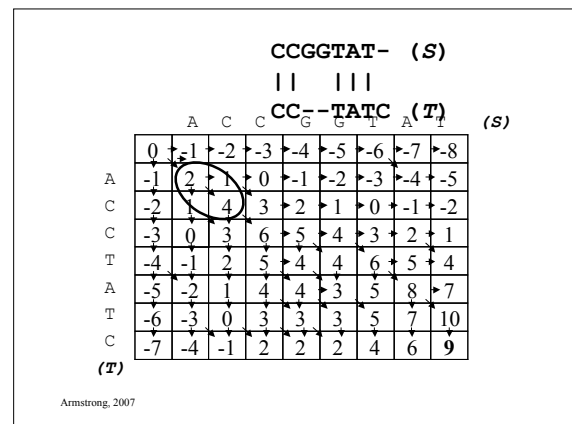 CCGGTAT- (S)
|| |||
CC--TATC (T)
A C C G G T A T (S)
0 -1 -2 -3 -4 -5 -6 -7 -8
A -1 2 1 0 -1 -2 -3 -4 -5
C -2 1 4 3 2 1 0 -1 -2
C -3 0 3 6 5 4 3 2 1
T -4 -1 2 5 4 4 6 5 4
A -5 -2 1 4 4 3 5 8 7
T -6 -3 0 3 3 3 5 7 10
C -7 -4 -1 2 2 2 4 6 9
(T)
Armstrong, 2007